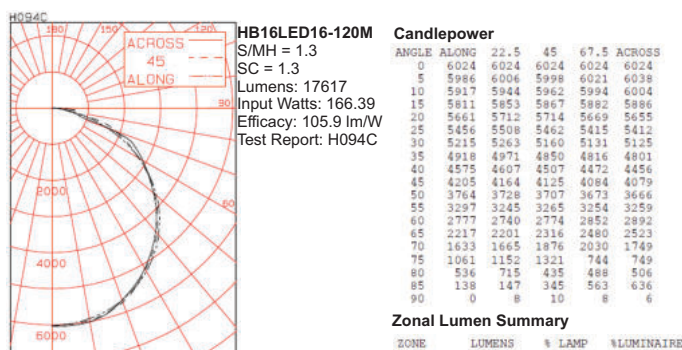 H094C
180
150
ACROSS
45
ALONG
90
2000
60
4000
6000
HB16LED16-120M
S/MH = 1.3
SC = 1.3
Lumens: 17617
Input Watts: 166.39
Efficacy: 105.9 lm/W
Test Report: H094C
Candlepower
ANGLE ALONG 22.5 45 67.5 ACROSS
0 6024 6024 6024 6024 6024
5 5986 6006 5998 6021 6038
10 5917 5944 5962 5994 6004
15 5811 5853 5867 5882 5886
20 5661 5712 5714 5669 5655
25 5456 5508 5462 5415 5412
30 5215 5263 5160 5131 5125
35 4918 4971 4850 4816 4801
40 4575 4607 4507 4472 4456
45 4205 4164 4125 4084 4079
50 3764 3728 3707 3673 3666
55 3297 3245 3265 3254 3259
60 2777 2740 2774 2852 2892
65 2217 2201 2316 2480 2523
70 1633 1665 1876 2030 1749
75 1061 1152 1321 744 749
80 536 715 435 488 506
85 138 147 345 563 636
90 0 8 10 8 6
Zonal Lumen Summary
ZONE LUMENS % LAMP %LUMINAIRE